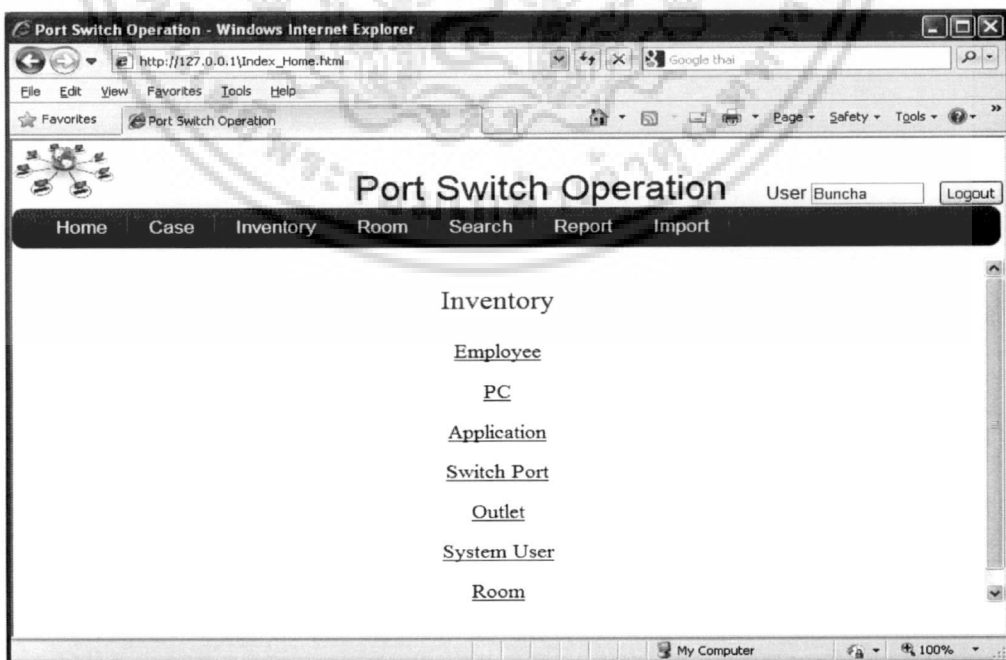 Port Switch Operation - Windows Internet Explorer
http://127.0.0.1\Index_Home.html
Google thai
File Edit View Favorites Tools Help
Favorites Port Switch Operation Page Safety Tools
Port Switch Operation User Buncha Logout
Home Case Inventory Room Search Report Import
Inventory
Employee
PC
Application
Switch Port
Outlet
System User
Room
My Computer 100%